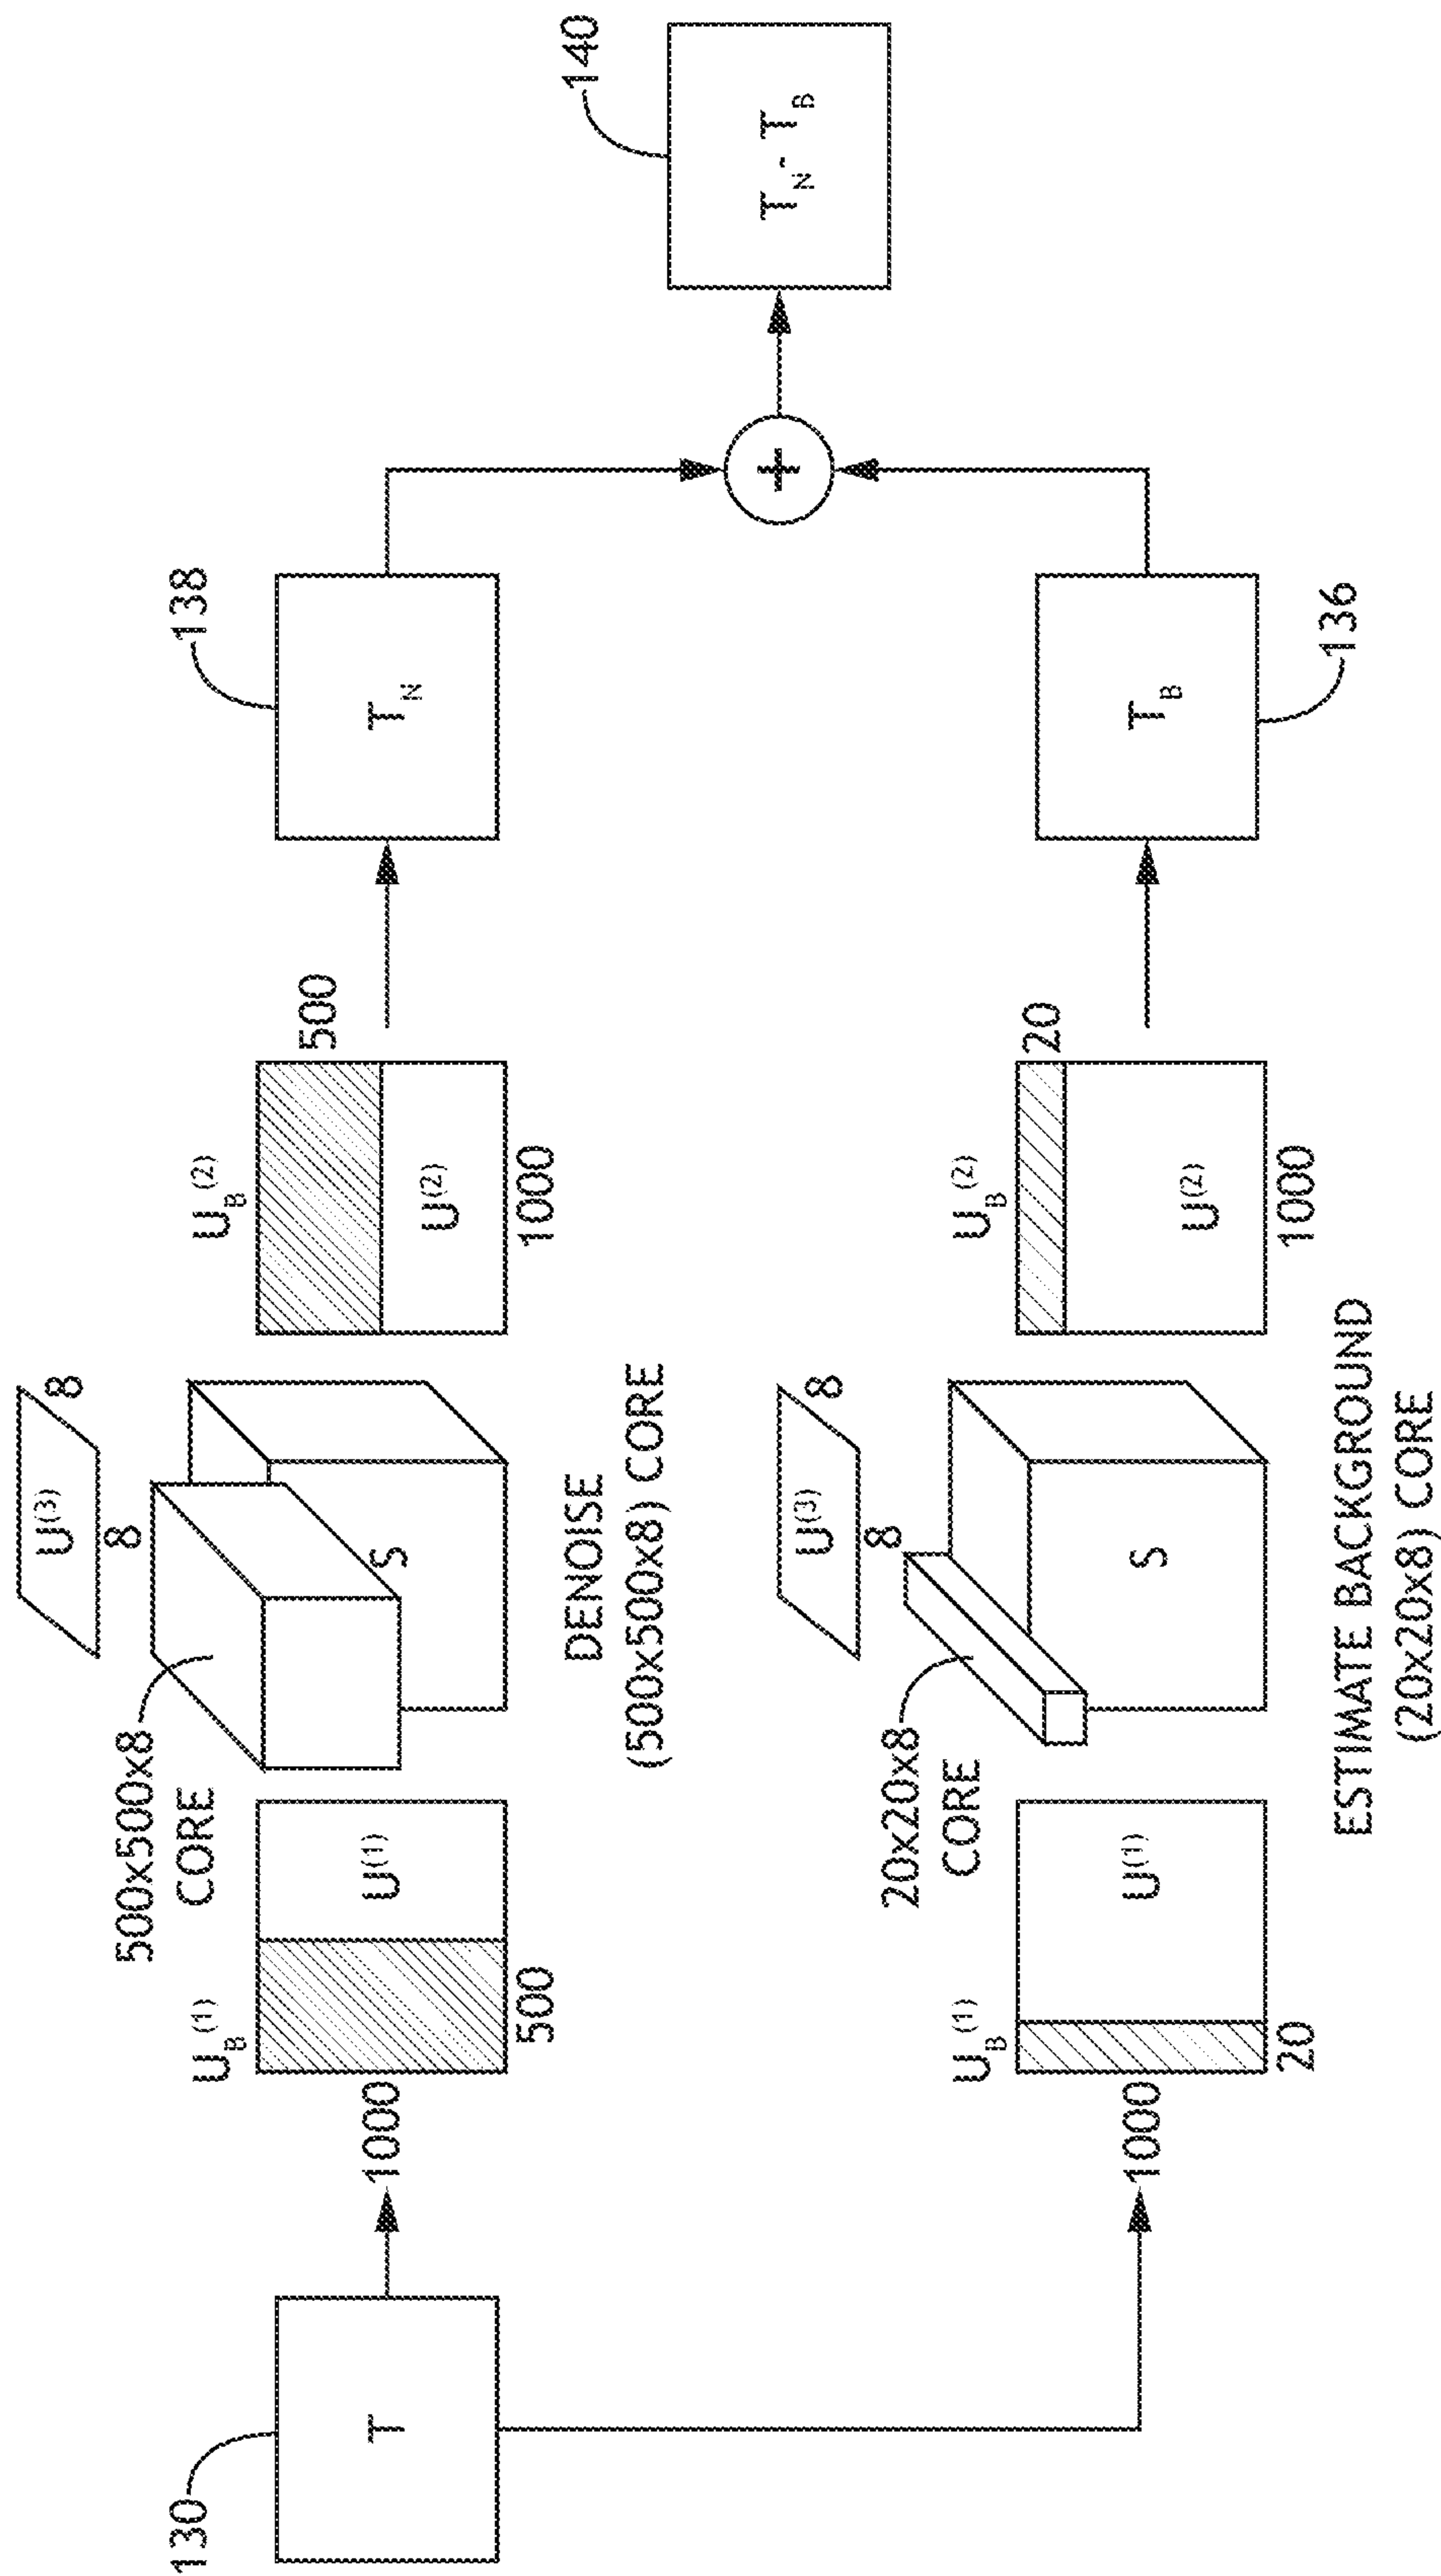 130
T
1000
U_B^(1)
U^(1)
500
500x500x8
CORE
U^(3)
8
8
S
DENOISE
(500x500x8) CORE
U_B^(2)
U^(2)
500
1000
138
T_N
1000
U_B^(1)
U^(1)
20
20x20x8
CORE
U^(3)
8
8
S
ESTIMATE BACKGROUND
(20x20x8) CORE
U_B^(2)
U^(2)
20
1000
T_B
136
+
140
T_N - T_B